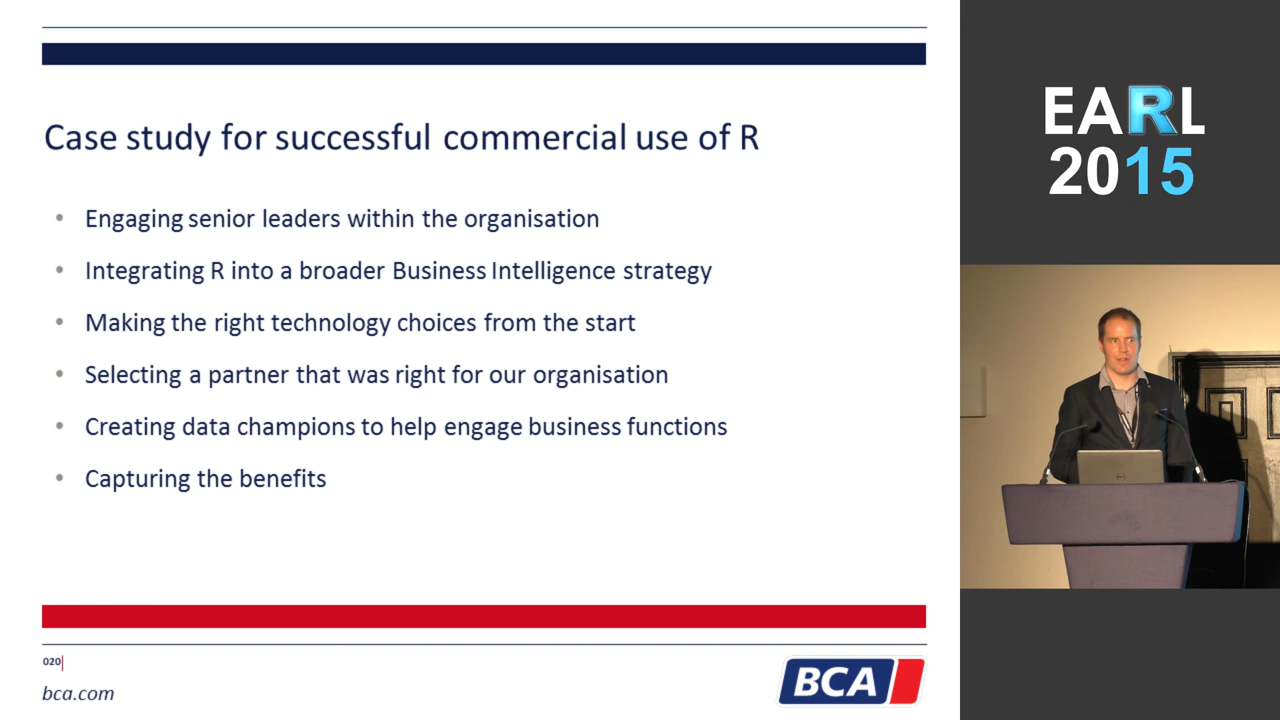 Case study for successful commercial use of R
• Engaging senior leaders within the organisation
• Integrating R into a broader Business Intelligence strategy
• Making the right technology choices from the start
• Selecting a partner that was right for our organisation
• Creating data champions to help engage business functions
• Capturing the benefits
020|
bca.com
BCA
EARL
2015